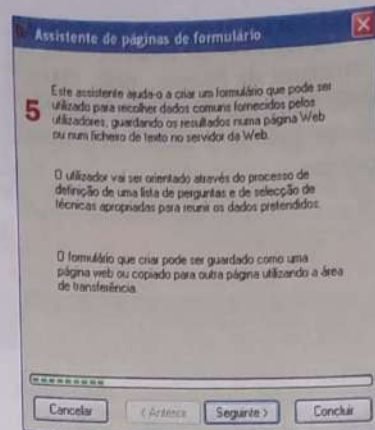 Assistente de páginas de formulário
5
Este assistente ajuda-o a criar um formulário que pode ser
utilizado para recolher dados comuns fornecidos pelos
utilizadores, guardando os resultados numa página Web
ou num ficheiro de texto no servidor da Web.
O utilizador vai ser orientado através do processo de
definição de uma lista de perguntas e de selecção de
técnicas apropriadas para reunir os dados pretendidos.
O formulário que criar pode ser guardado como uma
página web ou copiado para outra página utilizando a área
de transferência.
Cancelar < Anterior Seguinte > Concluir